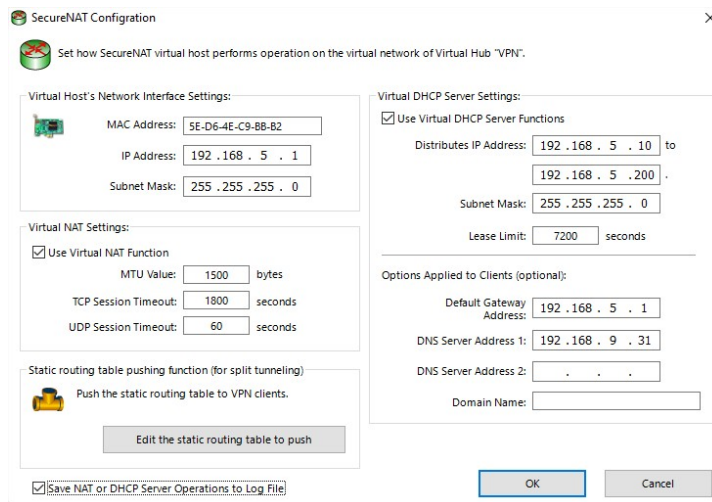 SecureNAT Configration
Set how SecureNAT virtual host performs operation on the virtual network of Virtual Hub "VPN".
Virtual Host's Network Interface Settings:
MAC Address: 5E-D6-4E-C9-BB-B2
IP Address: 192 .168 . 5 . 1
Subnet Mask: 255 .255 .255 . 0
Virtual NAT Settings:
Use Virtual NAT Function
MTU Value: 1500 bytes
TCP Session Timeout: 1800 seconds
UDP Session Timeout: 60 seconds
Static routing table pushing function (for split tunneling)
Push the static routing table to VPN clients.
Edit the static routing table to push
Save NAT or DHCP Server Operations to Log File
Virtual DHCP Server Settings:
Use Virtual DHCP Server Functions
Distributes IP Address: 192 .168 . 5 . 10 to
192 .168 . 5 .200 .
Subnet Mask: 255 .255 .255 . 0
Lease Limit: 7200 seconds
Options Applied to Clients (optional):
Default Gateway
Address: 192 .168 . 5 . 1
DNS Server Address 1: 192 .168 . 9 . 31
DNS Server Address 2: . . .
Domain Name:
OK Cancel